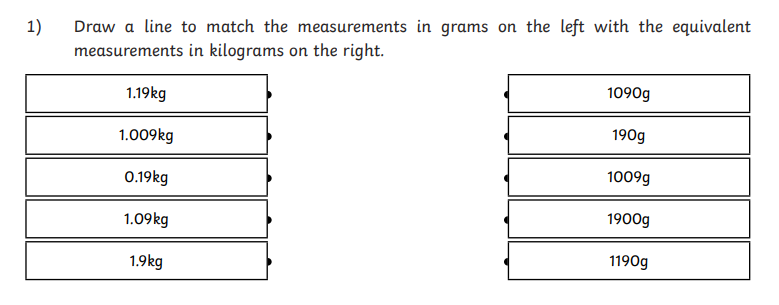 1) Draw a line to match the measurements in grams on the left with the equivalent
measurements in kilograms on the right.
1.19kg 1090g
1.009kg 190g
0.19kg 1009g
1.09kg 1900g
1.9kg 1190g